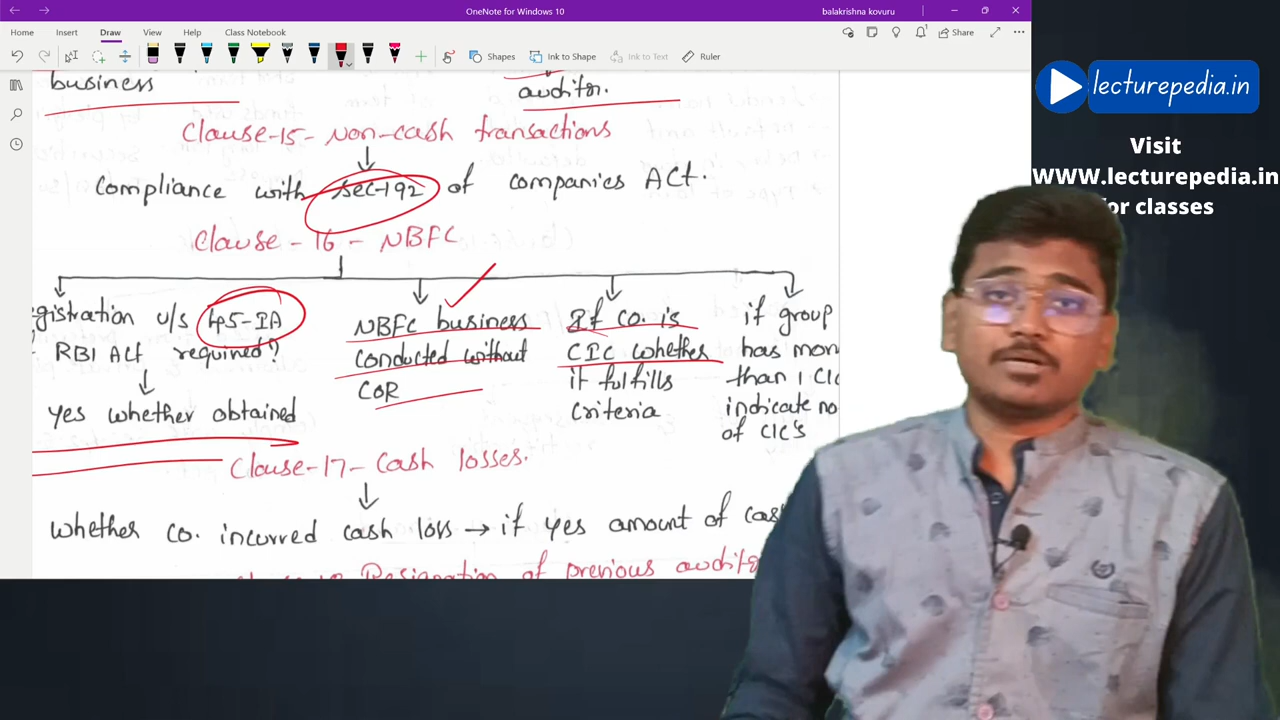 OneNote for Windows 10
balakrishna kovuru
Home Insert Draw View Help Class Notebook
Share
Shapes Ink to Shape Ink to Text Ruler
business
auditor.
Clause-15- Non-cash transactions
Compliance with sec-192 of companies Act.
Clause - 16 - NBFC
gistration u/s 45-IA
RBI Act required?
yes whether obtained
NBFC business
conducted without
COR
If co. is
CIC whether
it fulfills
criteria
if group
has mon
than 1 CIC
indicate no
of CIC's
Clause-17- Cash losses.
whether co. incurred cash loss → if yes amount of cas
Resignation of previous audito
lecturepedia.in
Visit
WWW.lecturepedia.in
for classes